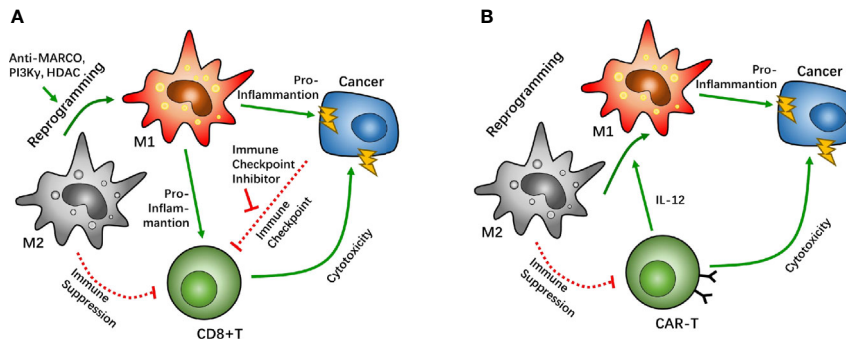 A
Anti-MARCO,
PI3Kγ, HDAC
Reprogramming
M1
Pro-
Inflammantion
Cancer
Immune
Checkpoint
Inhibitor
Pro-
Inflam-
mantion
Immune
Checkpoint
M2
Immune
Suppression
Cytotoxicity
CD8+T
B
Reprogramming
M1
Pro-
Inflammantion
Cancer
IL-12
M2
Immune
Suppression
Cytotoxicity
CAR-T